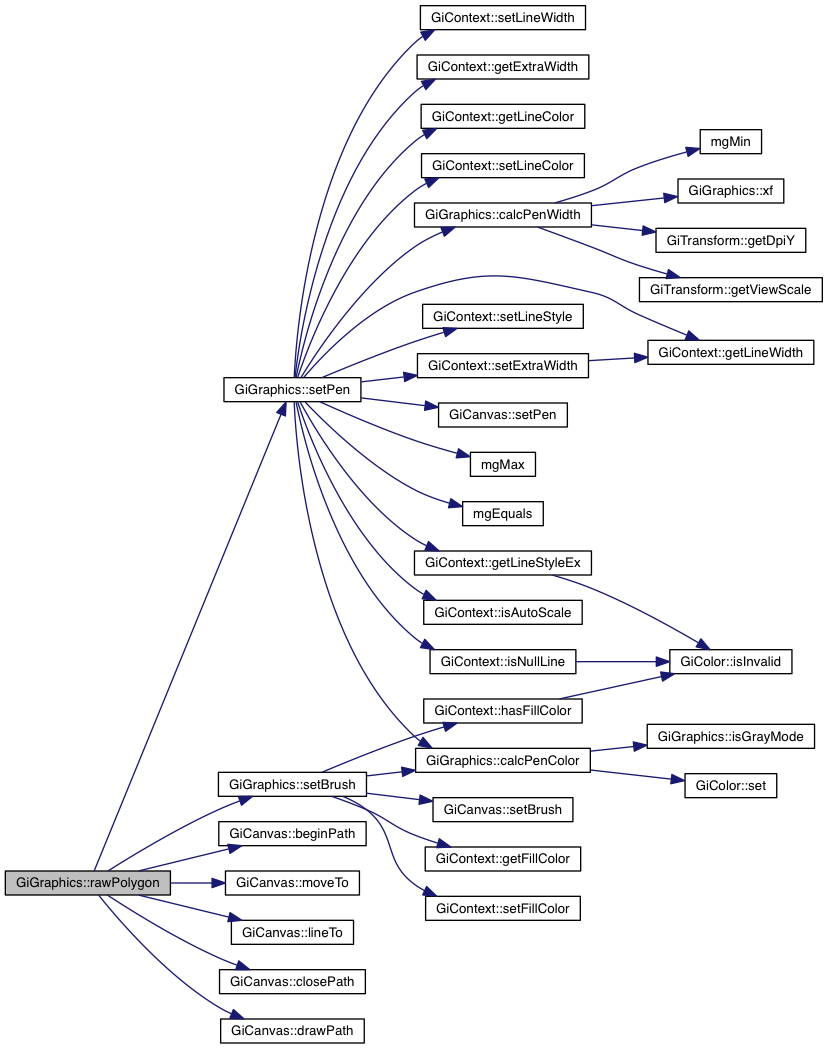 GiContext::setLineWidth
GiContext::getExtraWidth
GiContext::getLineColor
mgMin
GiContext::setLineColor
GiGraphics::xf
GiGraphics::calcPenWidth
GiTransform::getDpiY
GiTransform::getViewScale
GiContext::setLineStyle
GiContext::getLineWidth
GiContext::setExtraWidth
GiGraphics::setPen
GiCanvas::setPen
mgMax
mgEquals
GiContext::getLineStyleEx
GiContext::isAutoScale
GiContext::isNullLine
GiColor::isInvalid
GiContext::hasFillColor
GiGraphics::isGrayMode
GiGraphics::calcPenColor
GiGraphics::setBrush
GiColor::set
GiCanvas::setBrush
GiCanvas::beginPath
GiContext::getFillColor
GiGraphics::rawPolygon
GiCanvas::moveTo
GiContext::setFillColor
GiCanvas::lineTo
GiCanvas::closePath
GiCanvas::drawPath